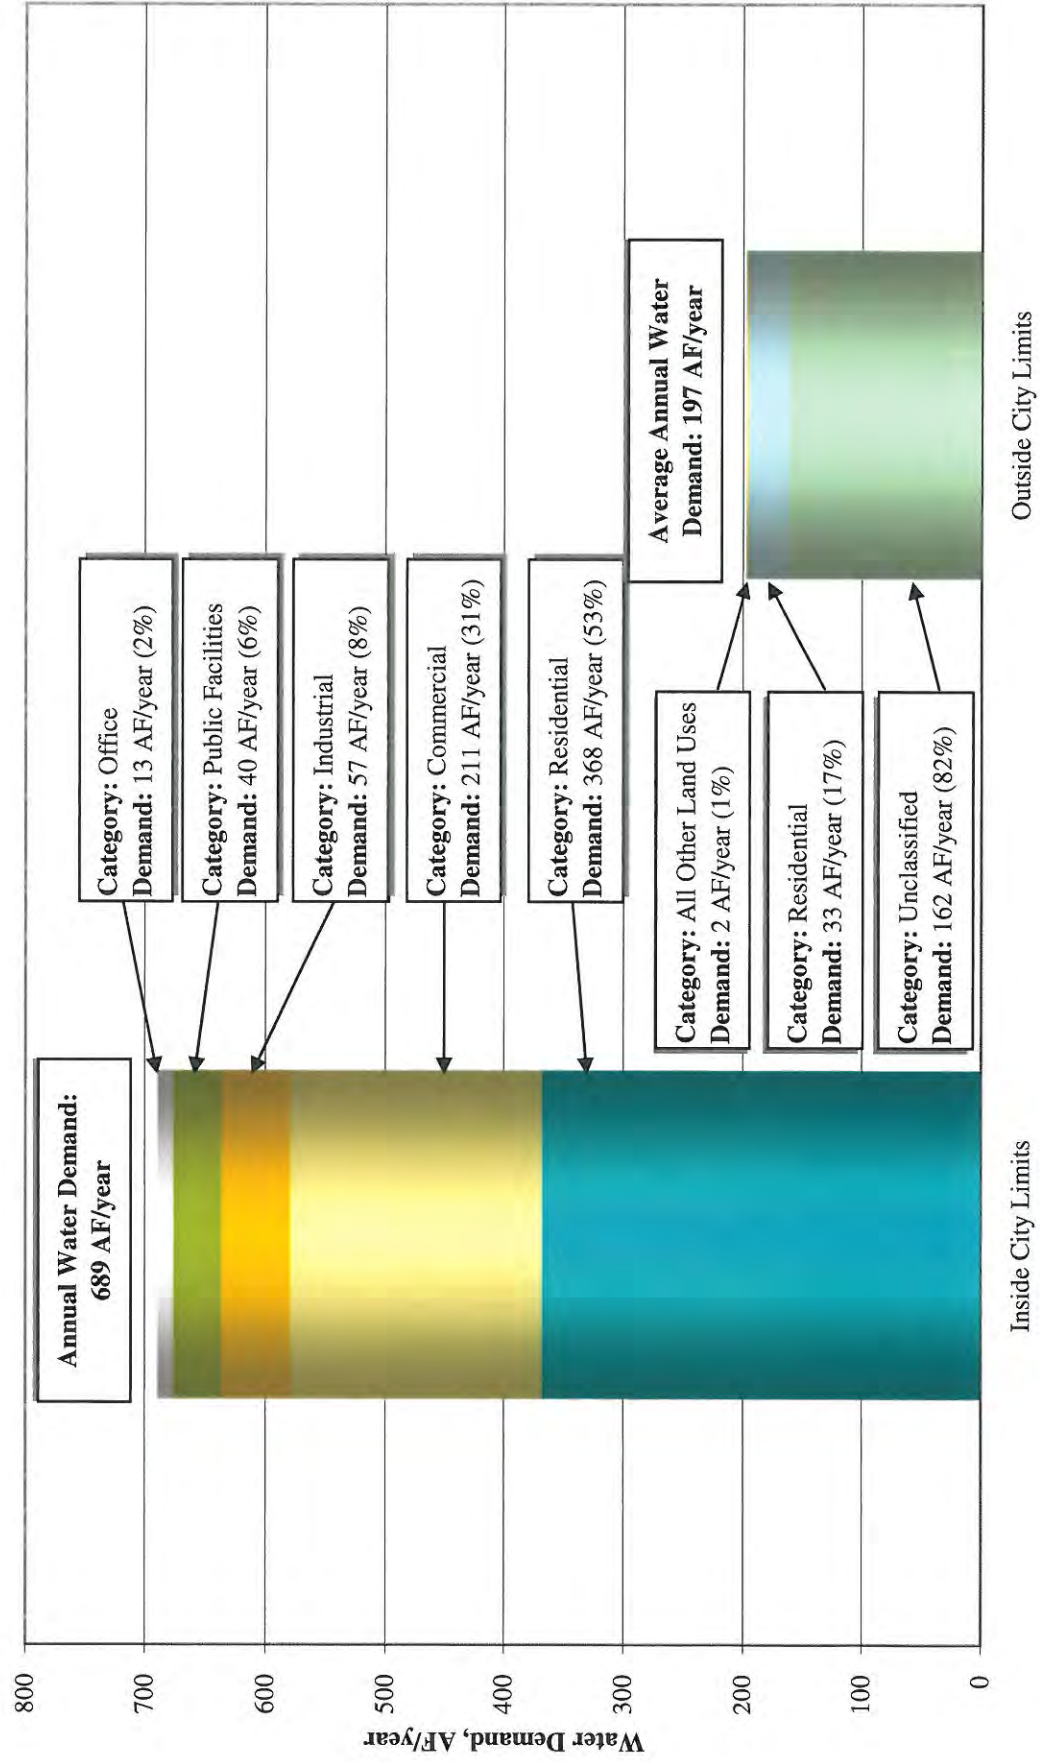 800
700
600
500
400
300
200
100
0
Water Demand, AF/year
Annual Water Demand:
689 AF/year
Category: Office
Demand: 13 AF/year (2%)
Category: Public Facilities
Demand: 40 AF/year (6%)
Category: Industrial
Demand: 57 AF/year (8%)
Category: Commercial
Demand: 211 AF/year (31%)
Category: Residential
Demand: 368 AF/year (53%)
Average Annual Water
Demand: 197 AF/year
Category: All Other Land Uses
Demand: 2 AF/year (1%)
Category: Residential
Demand: 33 AF/year (17%)
Category: Unclassified
Demand: 162 AF/year (82%)
Inside City Limits
Outside City Limits